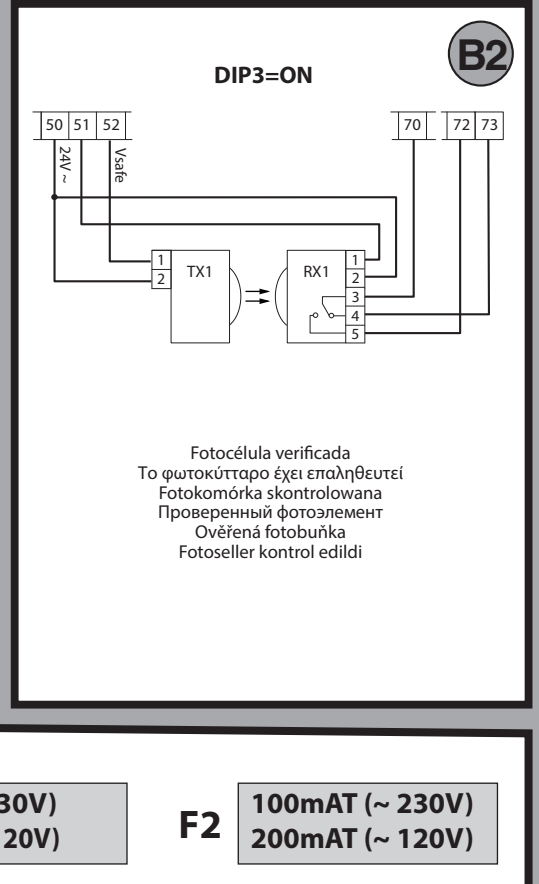 B2
DIP3=ON
50 51 52 70 72 73
24V ~
Vsafe
1
2
TX1
RX1
1
2
3
4
5
Fotocélula verificada
Το φωτοκύτταρο έχει επαληθευτεί
Fotokomórka skontrolowana
Проверенный фотоэлемент
Ověřená fotobuňka
Fotoseller kontrol edildi
30V)
20V)
F2
100mAT (~ 230V)
200mAT (~ 120V)